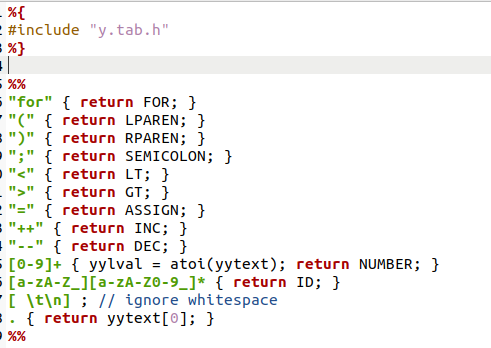 %{
#include "y.tab.h"
%}
%%
"for" { return FOR; }
"(" { return LPAREN; }
")" { return RPAREN; }
";" { return SEMICOLON; }
"<" { return LT; }
">" { return GT; }
"=" { return ASSIGN; }
"++" { return INC; }
"--" { return DEC; }
[0-9]+ { yylval = atoi(yytext); return NUMBER; }
[a-zA-Z_][a-zA-Z0-9_]* { return ID; }
[ \t\n] ; // ignore whitespace
. { return yytext[0]; }
%%